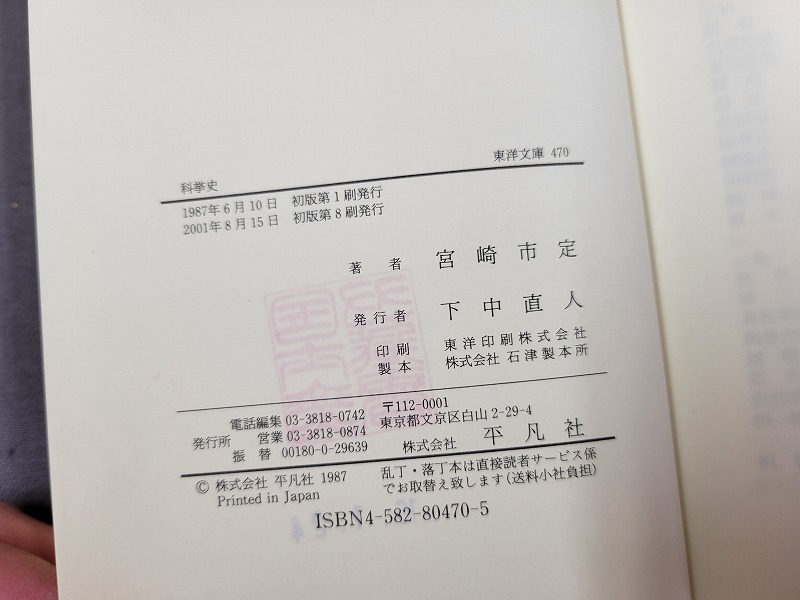 東洋文庫 470
科挙史
1987年6月10日 初版第1刷発行
2001年8月15日 初版第8刷発行
著者 宮崎市定
発行者 下中直人
印刷 東洋印刷株式会社
製本 株式会社 石津製本所
〒112-0001
電話編集 03-3818-0742 東京都文京区白山 2-29-4
発行所 営業 03-3818-0874
振替 00180-0-29639 株式会社 平凡社
© 株式会社 平凡社 1987 乱丁・落丁本は直接読者サービス係
Printed in Japan でお取替え致します(送料小社負担)
ISBN4-582-80470-5